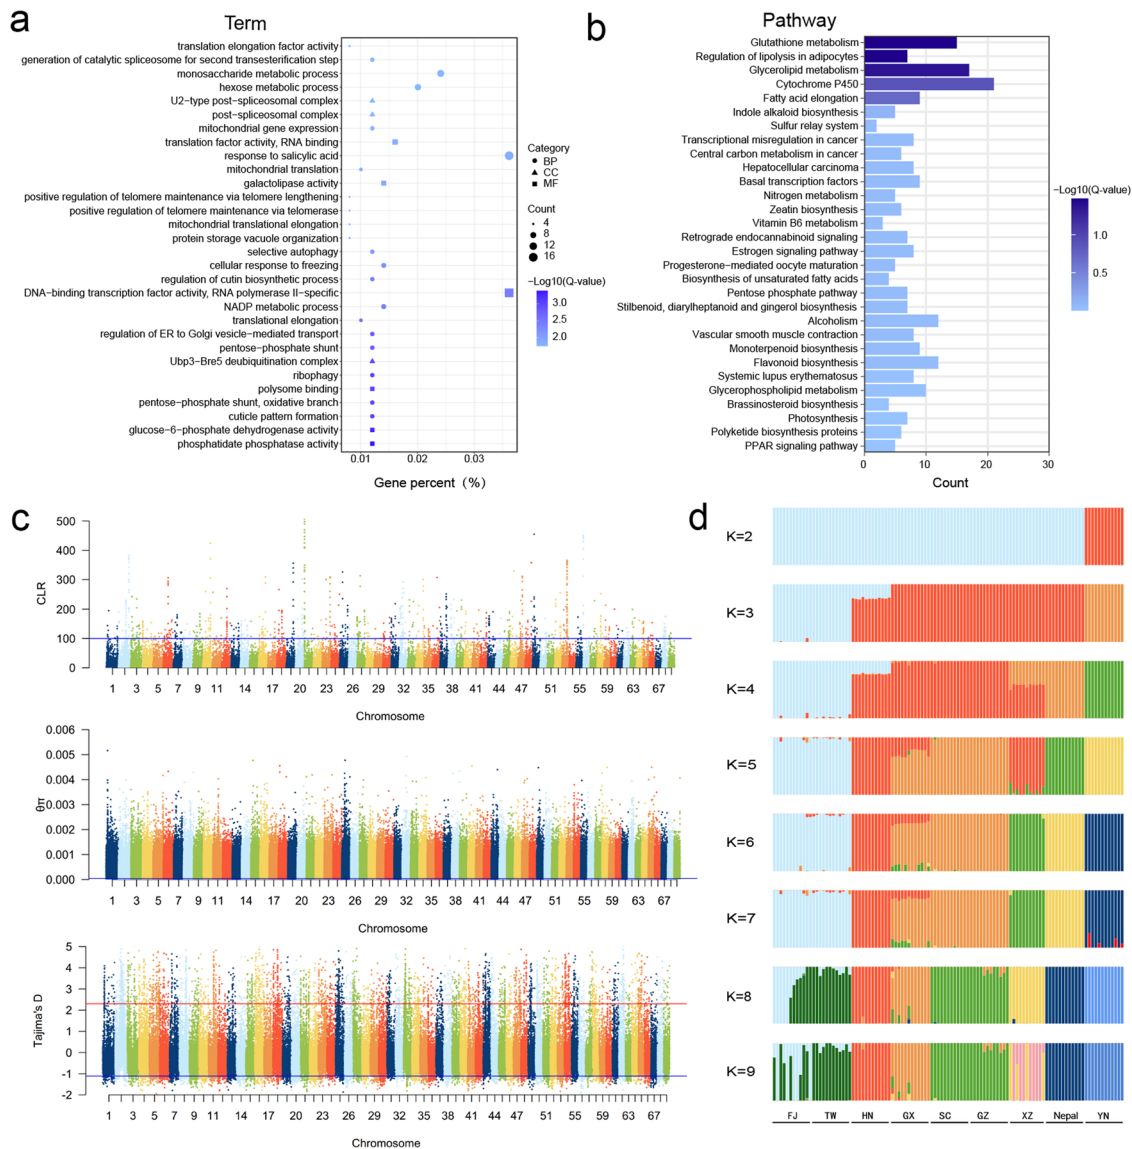 a
Term
translation elongation factor activity
generation of catalytic spliceosome for second transesterification step
monosaccharide metabolic process
hexose metabolic process
U2−type post−spliceosomal complex
post−spliceosomal complex
mitochondrial gene expression
translation factor activity, RNA binding
response to salicylic acid
mitochondrial translation
galactolipase activity
positive regulation of telomere maintenance via telomere lengthening
positive regulation of telomere maintenance via telomerase
mitochondrial translational elongation
protein storage vacuole organization
selective autophagy
cellular response to freezing
regulation of cutin biosynthetic process
DNA−binding transcription factor activity, RNA polymerase II−specific
NADP metabolic process
translational elongation
regulation of ER to Golgi vesicle−mediated transport
pentose−phosphate shunt
Ubp3−Bre5 deubiquitination complex
ribophagy
polysome binding
pentose−phosphate shunt, oxidative branch
cuticle pattern formation
glucose−6−phosphate dehydrogenase activity
phosphatidate phosphatase activity
0.01 0.02 0.03
Gene percent (%)
Category
BP
CC
MF
Count
4
8
12
16
−Log10(Q-value)
3.0
2.5
2.0
b
Pathway
Glutathione metabolism
Regulation of lipolysis in adipocytes
Glycerolipid metabolism
Cytochrome P450
Fatty acid elongation
Indole alkaloid biosynthesis
Sulfur relay system
Transcriptional misregulation in cancer
Central carbon metabolism in cancer
Hepatocellular carcinoma
Basal transcription factors
Nitrogen metabolism
Zeatin biosynthesis
Vitamin B6 metabolism
Retrograde endocannabinoid signaling
Estrogen signaling pathway
Progesterone−mediated oocyte maturation
Biosynthesis of unsaturated fatty acids
Pentose phosphate pathway
Stilbenoid, diarylheptanoid and gingerol biosynthesis
Alcoholism
Vascular smooth muscle contraction
Monoterpenoid biosynthesis
Flavonoid biosynthesis
Systemic lupus erythematosus
Glycerophospholipid metabolism
Brassinosteroid biosynthesis
Photosynthesis
Polyketide biosynthesis proteins
PPAR signaling pathway
0 10 20 30
Count
−Log10(Q-value)
1.0
0.5
c
500
400
300
200
100
0
CLR
1 3 5 7 9 11 14 17 20 23 26 29 32 35 38 41 44 47 51 55 59 63 67
Chromosome
0.006
0.005
0.004
0.003
0.002
0.001
0.000
θπ
1 3 5 7 9 11 14 17 20 23 26 29 32 35 38 41 44 47 51 55 59 63 67
Chromosome
5
4
3
2
1
0
-1
-2
Tajima's D
1 3 5 7 9 11 14 17 20 23 26 29 32 35 38 41 44 47 51 55 59 63 67
Chromosome
d
K=2
K=3
K=4
K=5
K=6
K=7
K=8
K=9
FJ TW HN GX SC GZ XZ Nepal YN